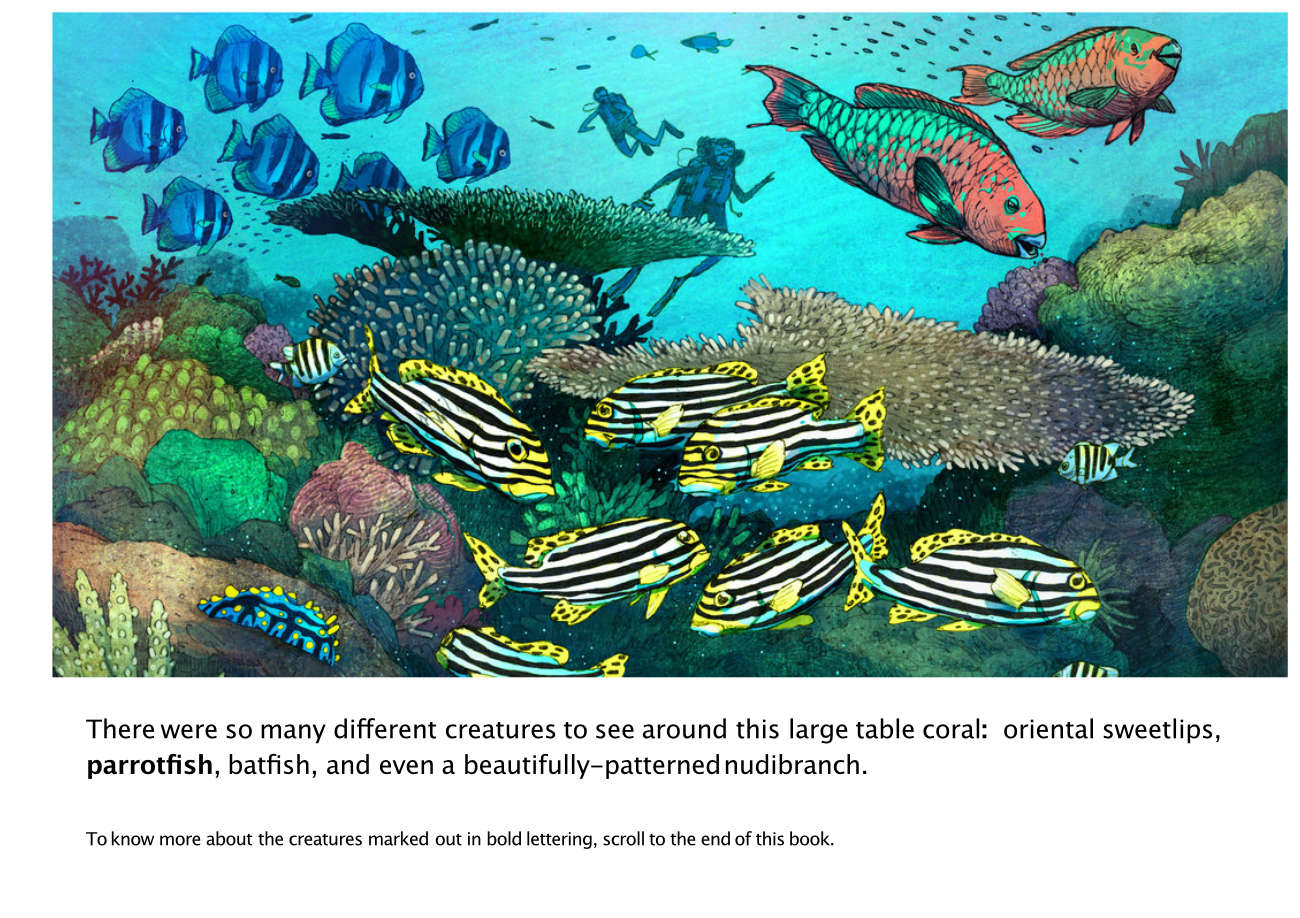 There were so many different creatures to see around this large table coral: oriental sweetlips,
parrotfish, batfish, and even a beautifully-patterned nudibranch.
To know more about the creatures marked out in bold lettering, scroll to the end of this book.